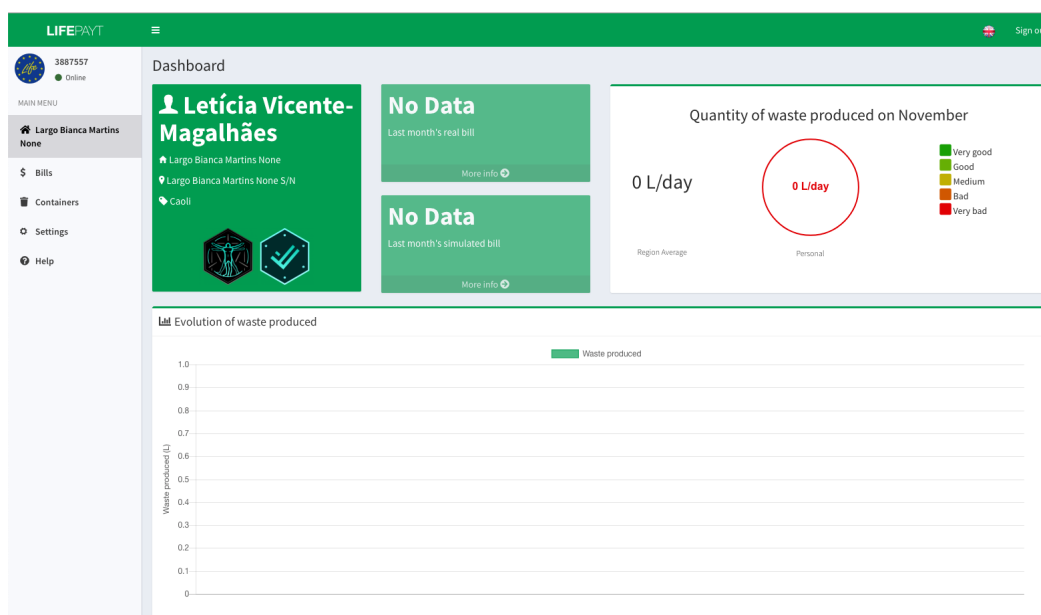 LIFEPAYT
Sign ou
3887557
Online
MAIN MENU
Largo Bianca Martins
None
Bills
Containers
Settings
Help
Dashboard
Letícia Vicente-
Magalhães
Largo Bianca Martins None
Largo Bianca Martins None S/N
Caoli
No Data
Last month's real bill
More info
No Data
Last month's simulated bill
More info
Quantity of waste produced on November
0 L/day
Region Average
0 L/day
Personal
Very good
Good
Medium
Bad
Very bad
Evolution of waste produced
Waste produced
Waste produced (L)
1.0
0.9
0.8
0.7
0.6
0.5
0.4
0.3
0.2
0.1
0